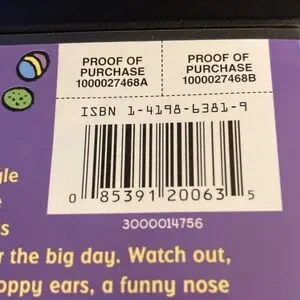 PROOF OF PURCHASE 1000027468A
PROOF OF PURCHASE 1000027468B
ISBN 1-4198-6381-9
0 85391 20063 5
3000014756
r the big day. Watch out,
oppy ears, a funny nose